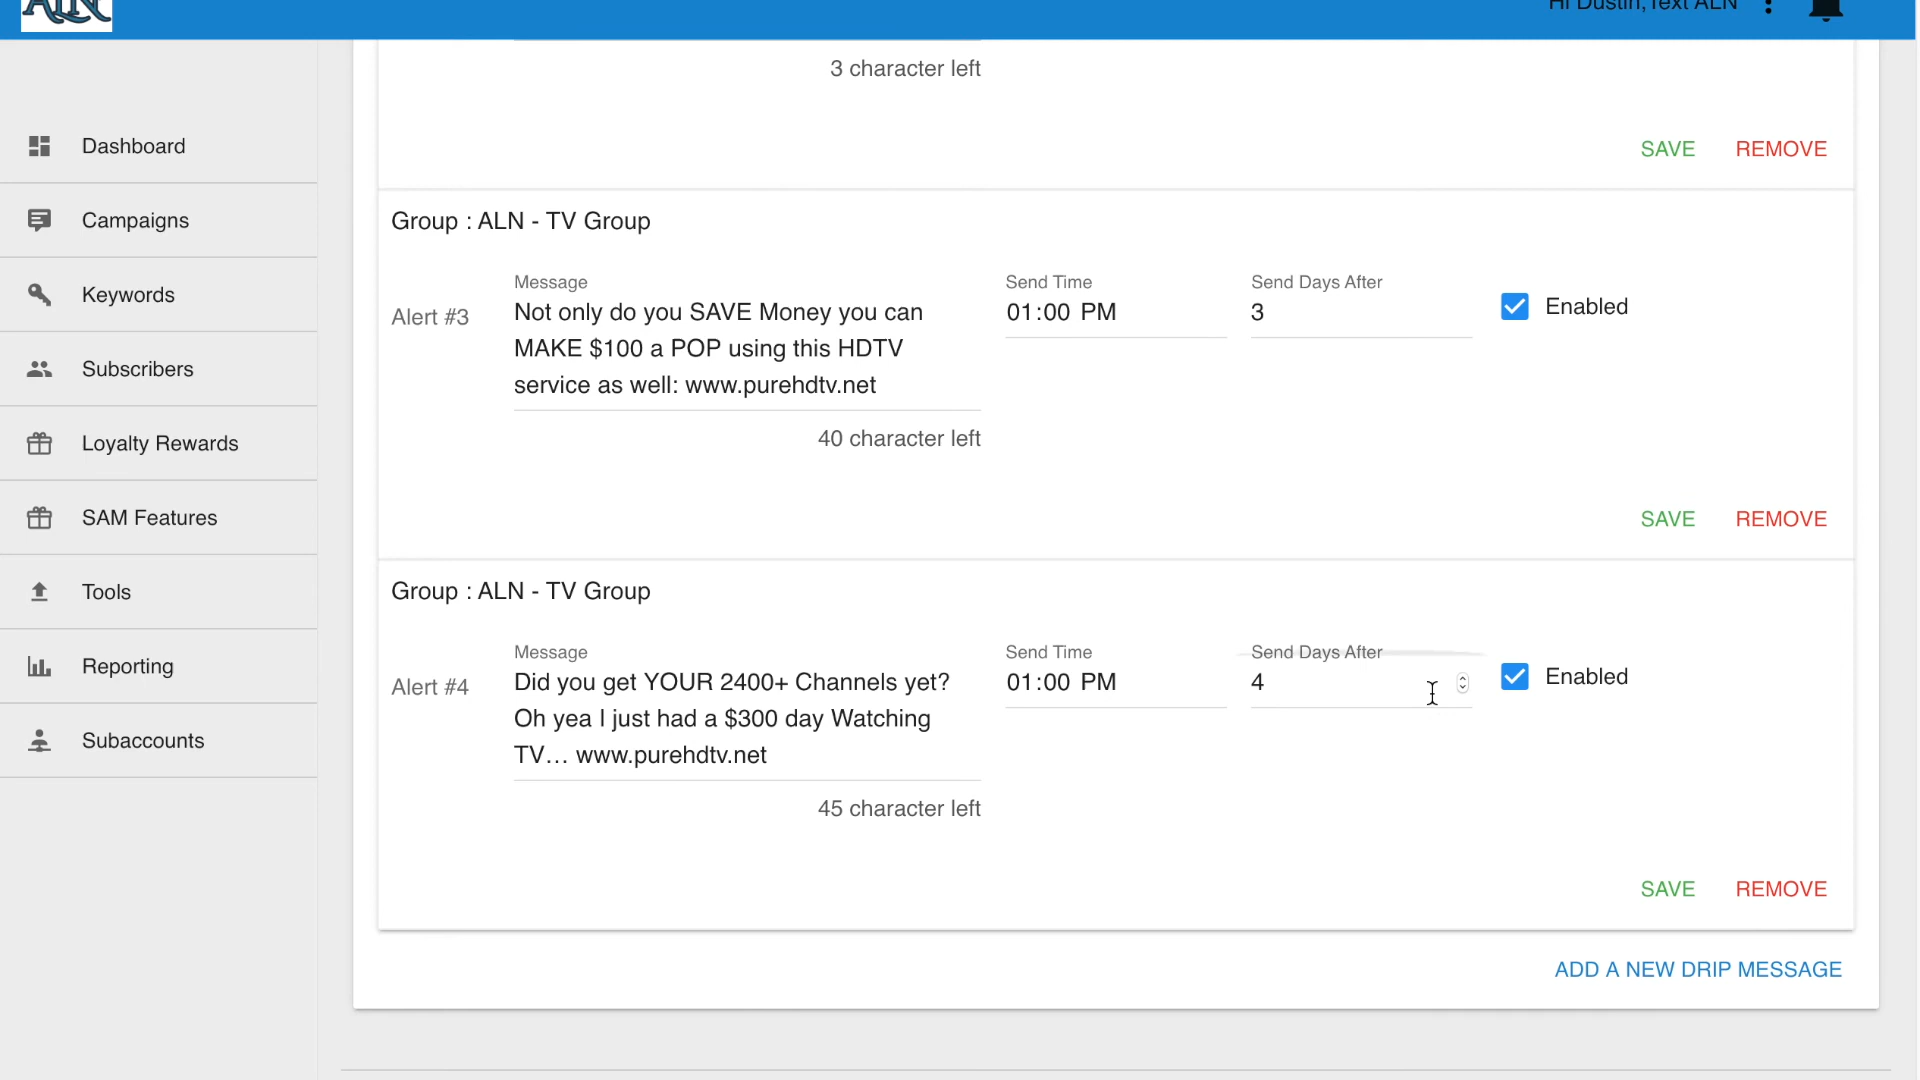 ALN
Hi Dustin, Text ALN
3 character left
SAVE REMOVE
Dashboard
Campaigns
Keywords
Subscribers
Loyalty Rewards
SAM Features
Tools
Reporting
Subaccounts
Group : ALN - TV Group
Alert #3
Message
Not only do you SAVE Money you can
MAKE $100 a POP using this HDTV
service as well: www.purehdtv.net
40 character left
Send Time
01:00 PM
Send Days After
3
Enabled
SAVE REMOVE
Group : ALN - TV Group
Alert #4
Message
Did you get YOUR 2400+ Channels yet?
Oh yea I just had a $300 day Watching
TV… www.purehdtv.net
45 character left
Send Time
01:00 PM
Send Days After
4
Enabled
SAVE REMOVE
ADD A NEW DRIP MESSAGE